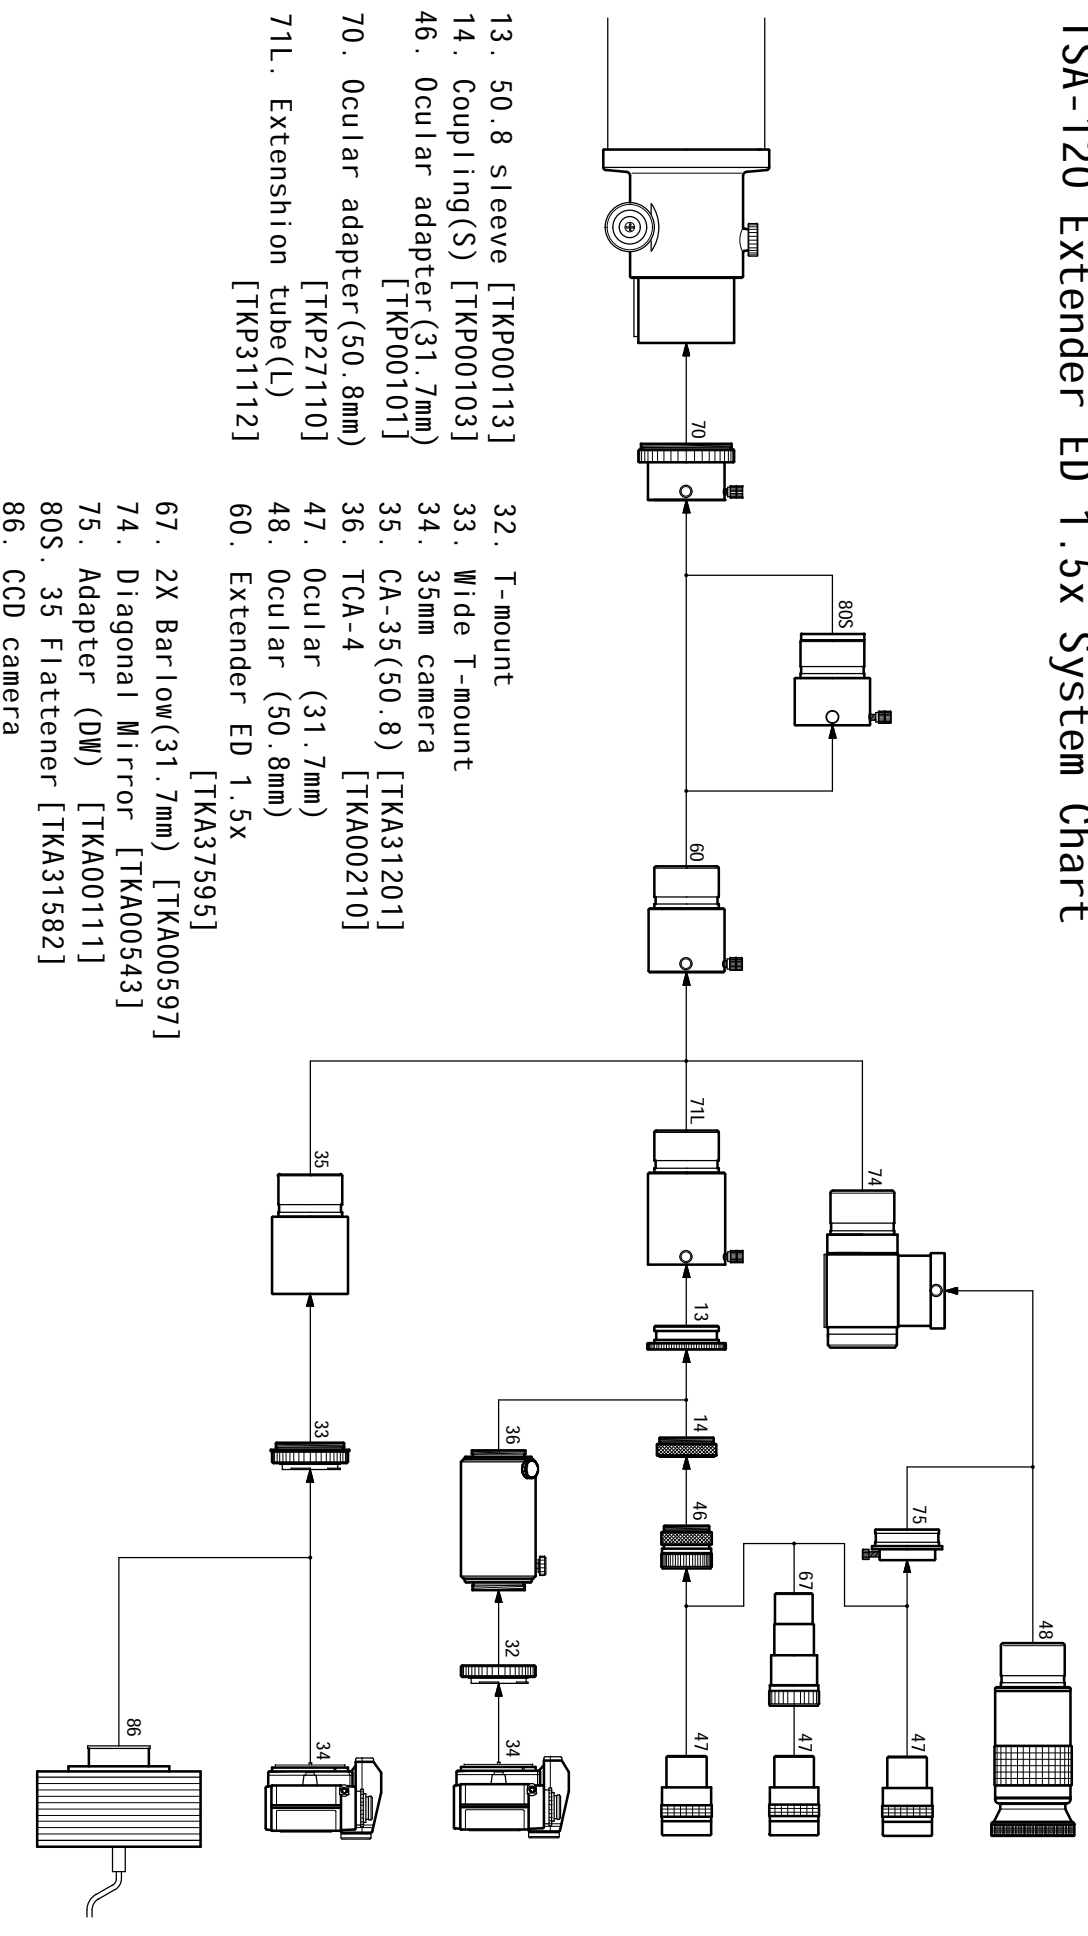 TSA-120 Extender ED 1.5x System Chart
70
80S
60
74
71L
35
13
33
14
36
46
75
67
32
48
47
47
47
34
34
86
13. 50.8 sleeve [TKP00113]
14. Coupling(S) [TKP00103]
46. Ocular adapter(31.7mm)
[TKP00101]
70. Ocular adapter(50.8mm)
[TKP27110]
71L. Extenshion tube(L)
[TKP31112]
32. T-mount
33. Wide T-mount
34. 35mm camera
35. CA-35(50.8) [TKA31201]
36. TCA-4 [TKA00210]
47. Ocular (31.7mm)
48. Ocular (50.8mm)
60. Extender ED 1.5x
[TKA37595]
67. 2X Barlow(31.7mm) [TKA00597]
74. Diagonal Mirror [TKA00543]
75. Adapter (DW) [TKA00111]
80S. 35 Flattener [TKA31582]
86. CCD camera